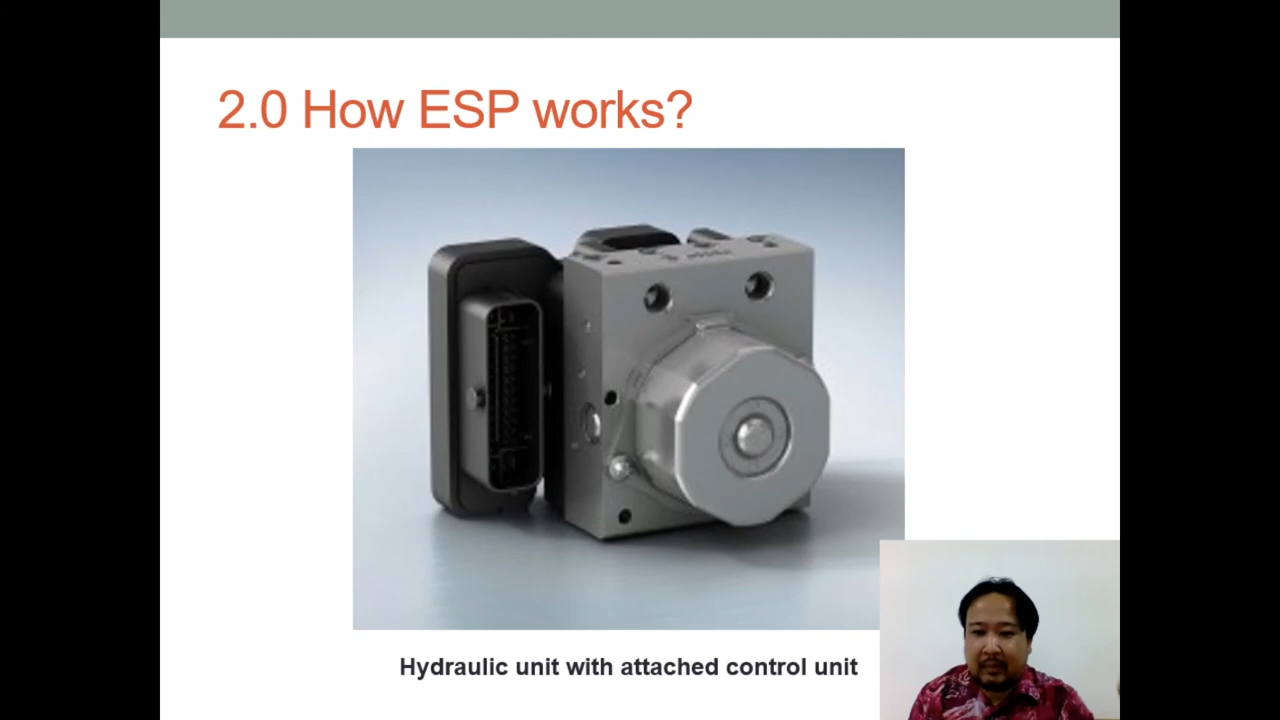 2.0 How ESP works?
Hydraulic unit with attached control unit